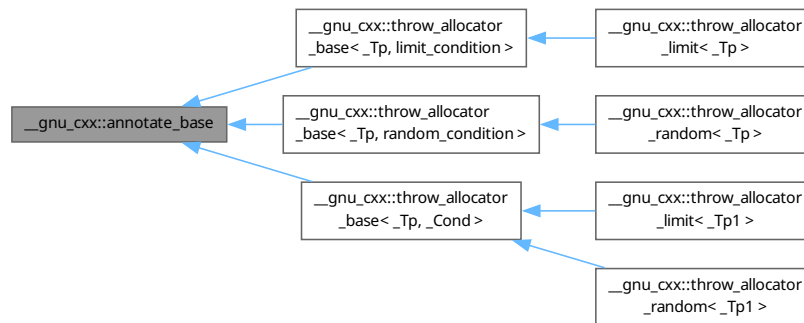 __gnu_cxx::throw_allocator
_base< _Tp, limit_condition >
__gnu_cxx::throw_allocator
_limit< _Tp >
__gnu_cxx::annotate_base
__gnu_cxx::throw_allocator
_base< _Tp, random_condition >
__gnu_cxx::throw_allocator
_random< _Tp >
__gnu_cxx::throw_allocator
_base< _Tp, _Cond >
__gnu_cxx::throw_allocator
_limit< _Tp1 >
__gnu_cxx::throw_allocator
_random< _Tp1 >